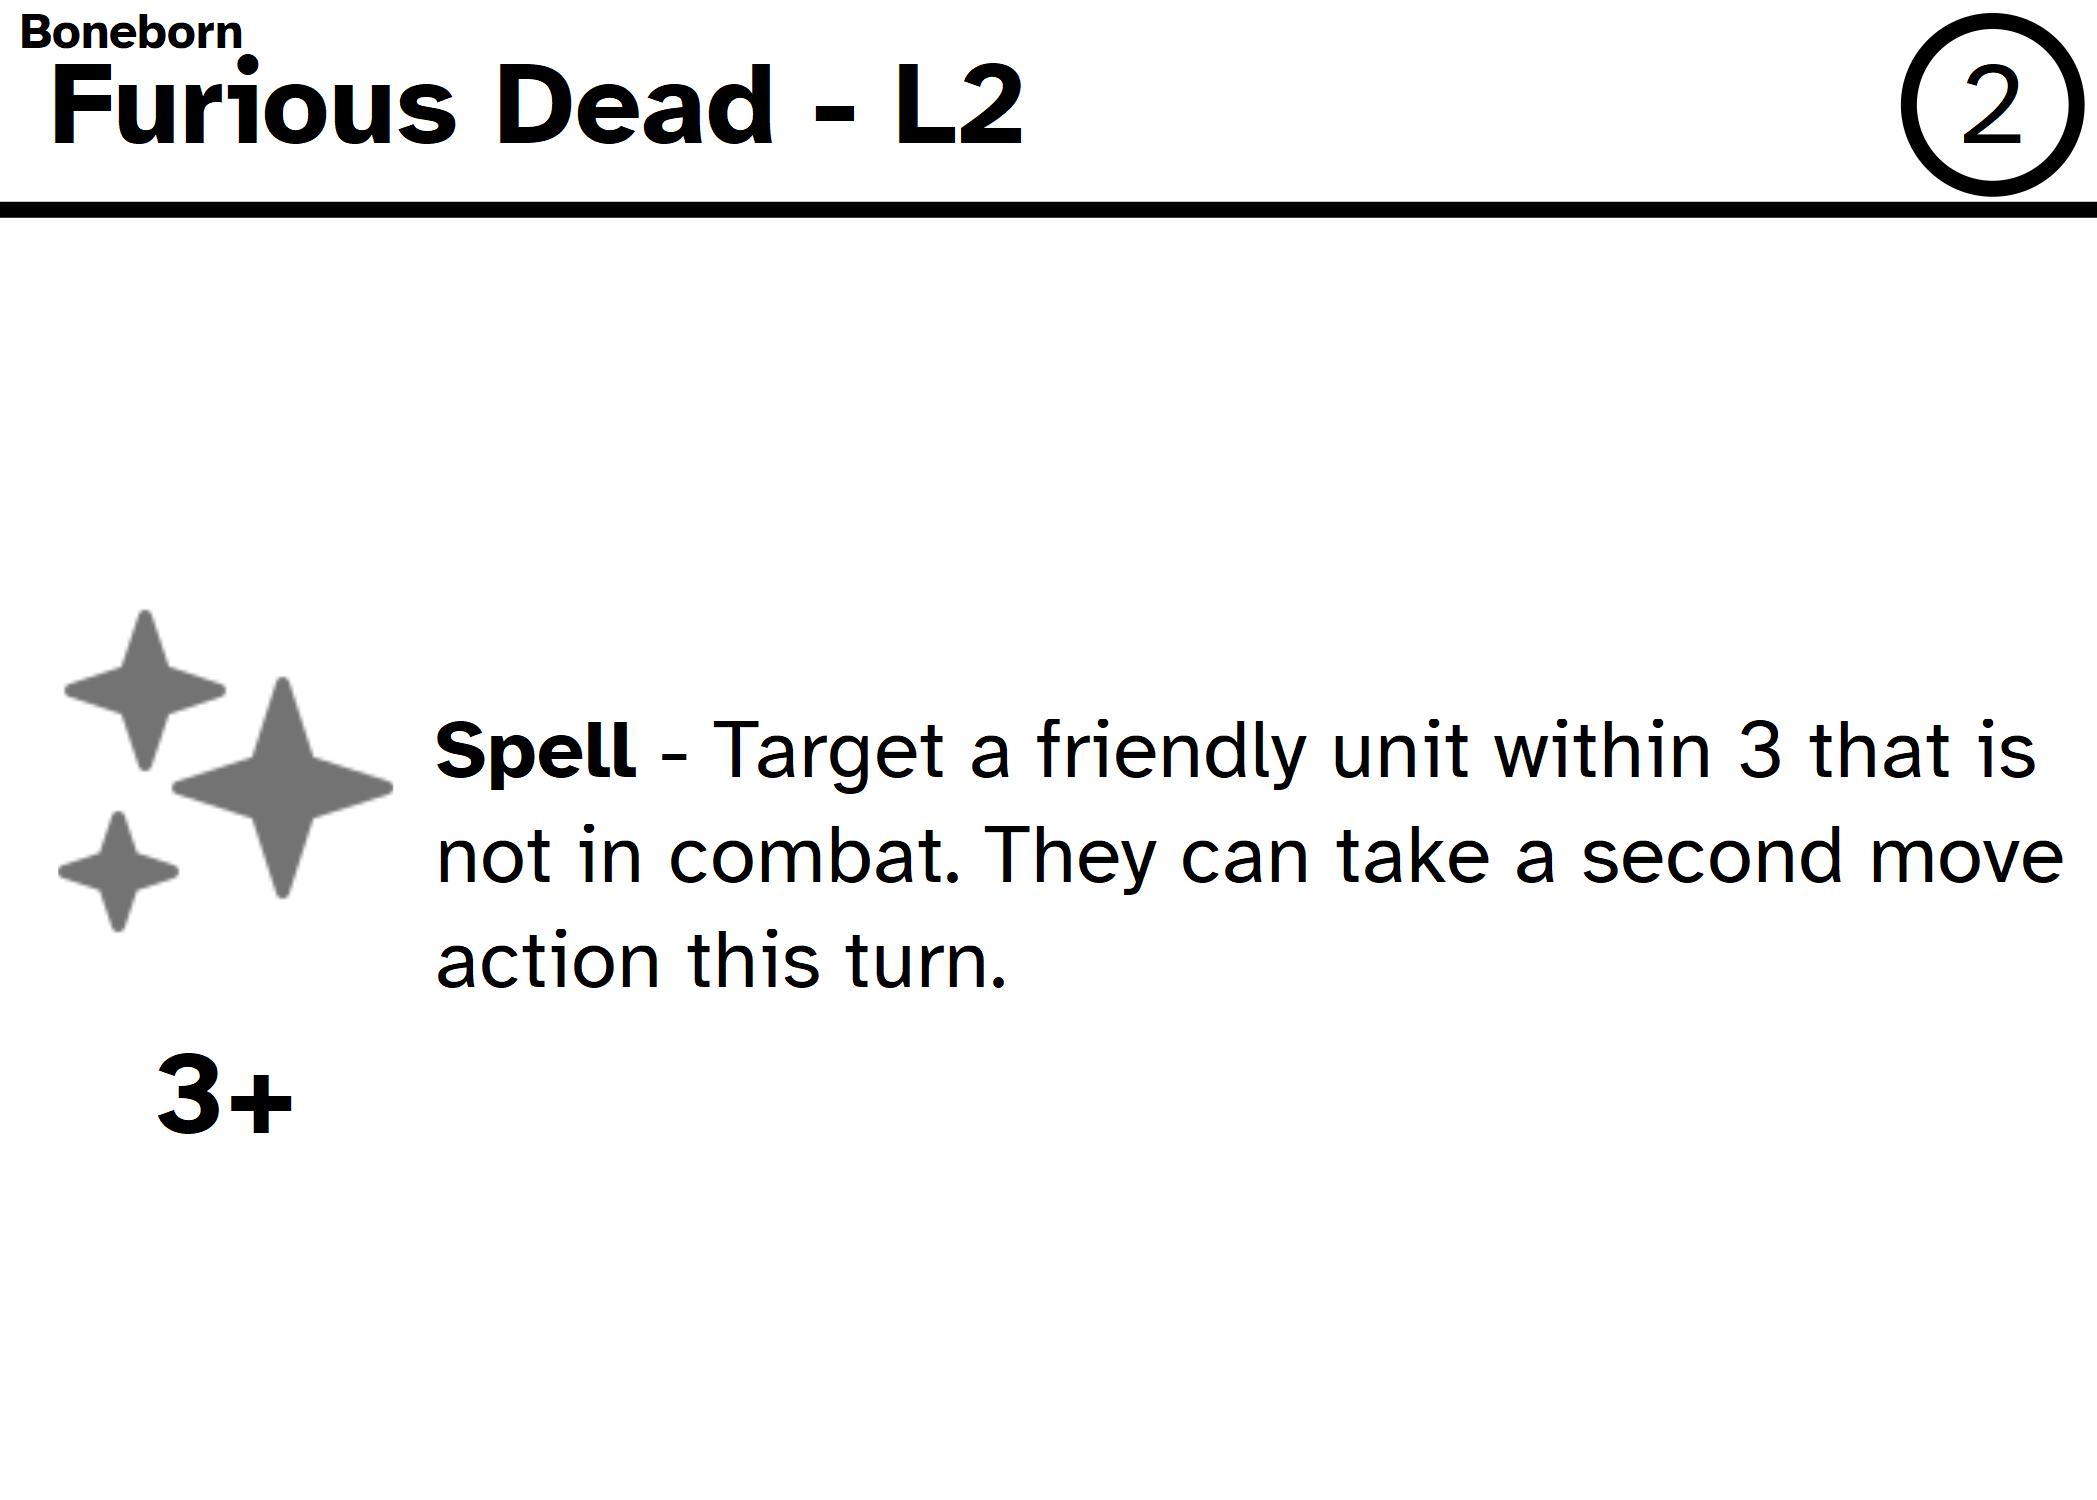 Boneborn
Furious Dead - L2
2
Spell - Target a friendly unit within 3 that is
not in combat. They can take a second move
action this turn.
3+